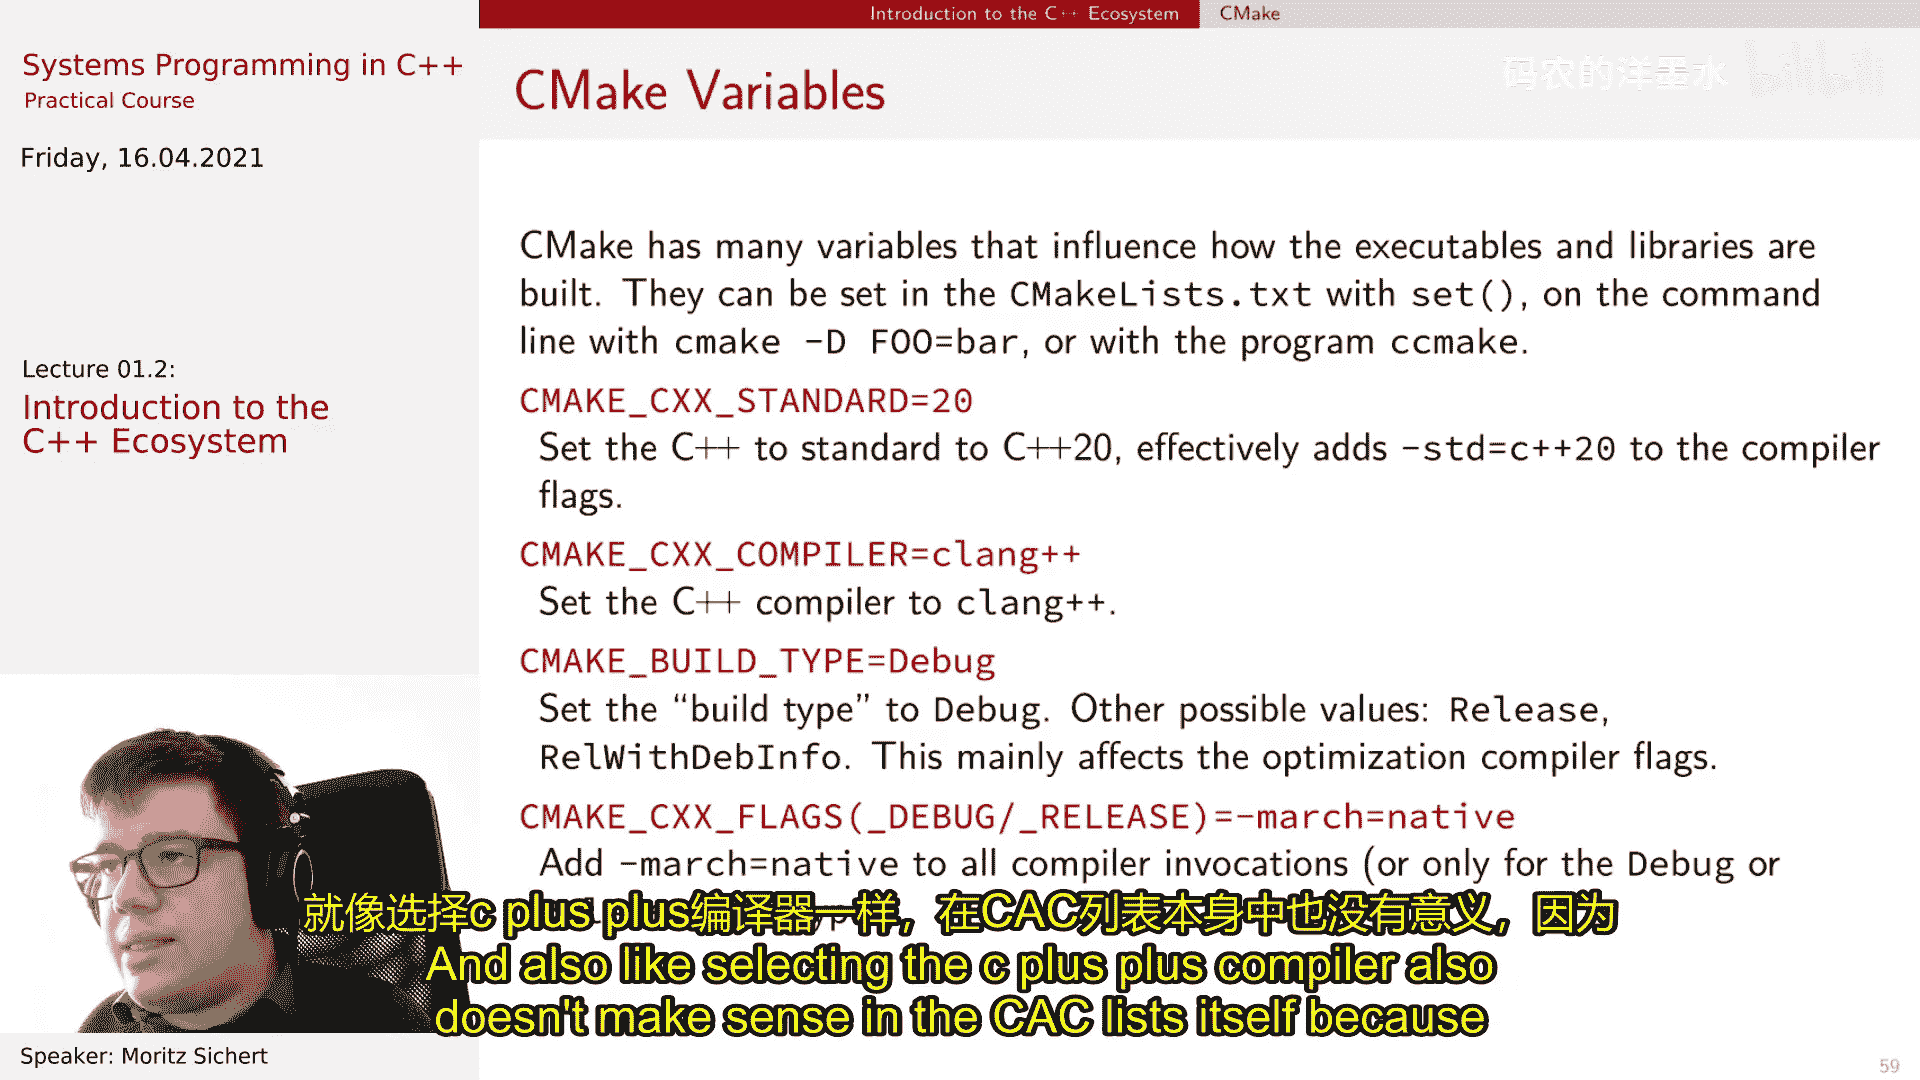 Introduction to the C++ Ecosystem CMake
Systems Programming in C++
Practical Course
Friday, 16.04.2021
Lecture 01.2:
Introduction to the
C++ Ecosystem
CMake Variables
码农的洋墨水 bilibili
CMake has many variables that influence how the executables and libraries are
built. They can be set in the CMakeLists.txt with set(), on the command
line with cmake -D FOO=bar, or with the program ccmake.
CMAKE_CXX_STANDARD=20
Set the C++ to standard to C++20, effectively adds -std=c++20 to the compiler
flags.
CMAKE_CXX_COMPILER=clang++
Set the C++ compiler to clang++.
CMAKE_BUILD_TYPE=Debug
Set the “build type” to Debug. Other possible values: Release,
RelWithDebInfo. This mainly affects the optimization compiler flags.
CMAKE_CXX_FLAGS(_DEBUG/_RELEASE)=-march=native
Add -march=native to all compiler invocations (or only for the Debug or
就像选择c plus plus编译器一样，在CAC列表本身中也没有意义，因为
And also like selecting the c plus plus compiler also
doesn't make sense in the CAC lists itself because
Speaker: Moritz Sichert
59